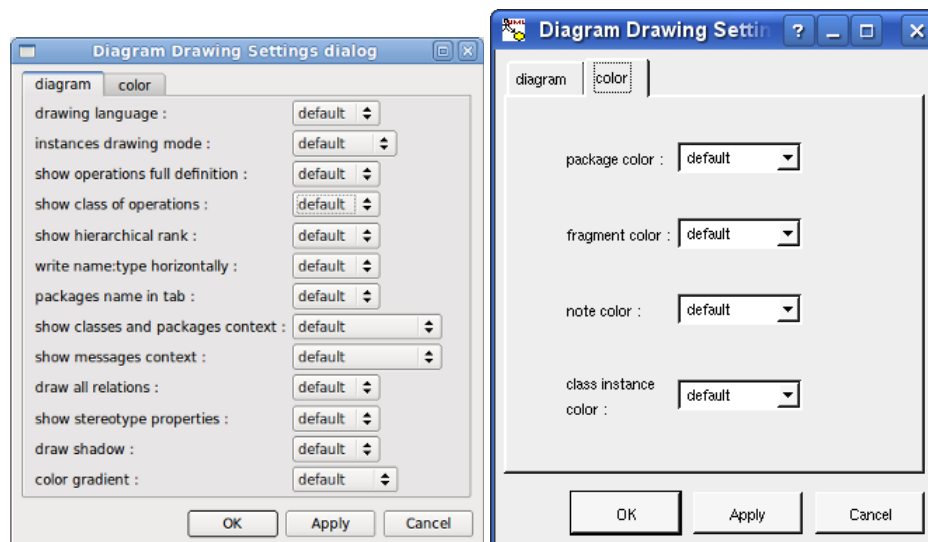 Diagram Drawing Settings dialog
diagram color
drawing language : default
instances drawing mode : default
show operations full definition : default
show class of operations : default
show hierarchical rank : default
write name:type horizontally : default
packages name in tab : default
show classes and packages context : default
show messages context : default
draw all relations : default
show stereotype properties : default
draw shadow : default
color gradient : default
OK Apply Cancel
Diagram Drawing Settin
diagram color
package color : default
fragment color : default
note color : default
class instance
color : default
OK Apply Cancel